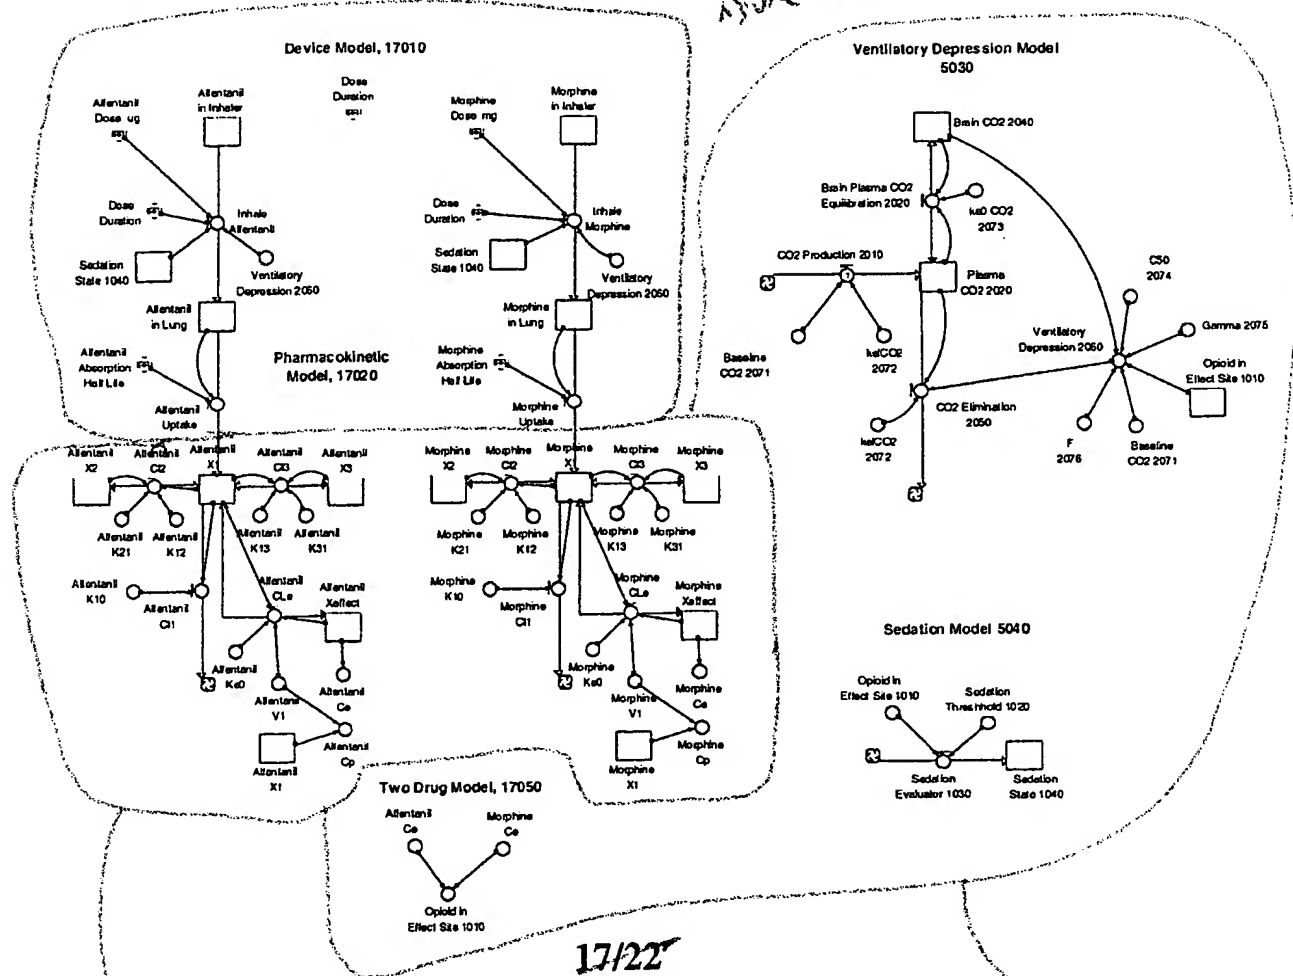 Device Model, 17010
Alfentanil
Dose ug
Alfentanil
in Inhaler
Dose
Duration
Morphine
Dose mg
Morphine
in Inhaler
Dose
Duration
Inhale
Alfentanil
Sedation
State 1040
Ventilatory
Depression 2060
Dose
Duration
Inhale
Morphine
Sedation
State 1040
Ventilatory
Depression 2060
Alfentanil
in Lung
Morphine
in Lung
Alfentanil
Absorption
Half Life
Pharmacokinetic
Model, 17020
Morphine
Absorption
Half Life
Alfentanil
Uptake
Morphine
Uptake
Alfentanil
X2
Alfentanil
Cl2
Alfentanil
X1
Alfentanil
Cl3
Alfentanil
X3
Alfentanil
K21
Alfentanil
K12
Alfentanil
K13
Alfentanil
K31
Alfentanil
K10
Alfentanil
Cl1
Alfentanil
CLe
Alfentanil
Xeffect
Alfentanil
Ke0
Alfentanil
V1
Alfentanil
Ce
Alfentanil
X1
Alfentanil
Cp
Morphine
X2
Morphine
Cl2
Morphine
X1
Morphine
Cl3
Morphine
X3
Morphine
K21
Morphine
K12
Morphine
K13
Morphine
K31
Morphine
K10
Morphine
Cl1
Morphine
CLe
Morphine
Xeffect
Morphine
Ke0
Morphine
V1
Morphine
Ce
Morphine
X1
Morphine
Cp
Two Drug Model, 17050
Alfentanil
Ce
Morphine
Ce
Opioid in
Effect Site 1010
Ventilatory Depression Model
5030
Brain CO2 2040
Brain Plasma CO2
Equilibration 2020
ke0 CO2
2073
CO2 Production 2010
Plasma
CO2 2020
Baseline
CO2 2071
kelCO2
2072
C50
2074
Gamma 2075
Ventilatory
Depression 2060
Opioid in
Effect Site 1010
CO2 Elimination
2050
kelCO2
2072
F
2076
Baseline
CO2 2071
Sedation Model 5040
Opioid in
Effect Site 1010
Sedation
Threshhold 1020
Sedation
Evaluator 1030
Sedation
State 1040
17/22